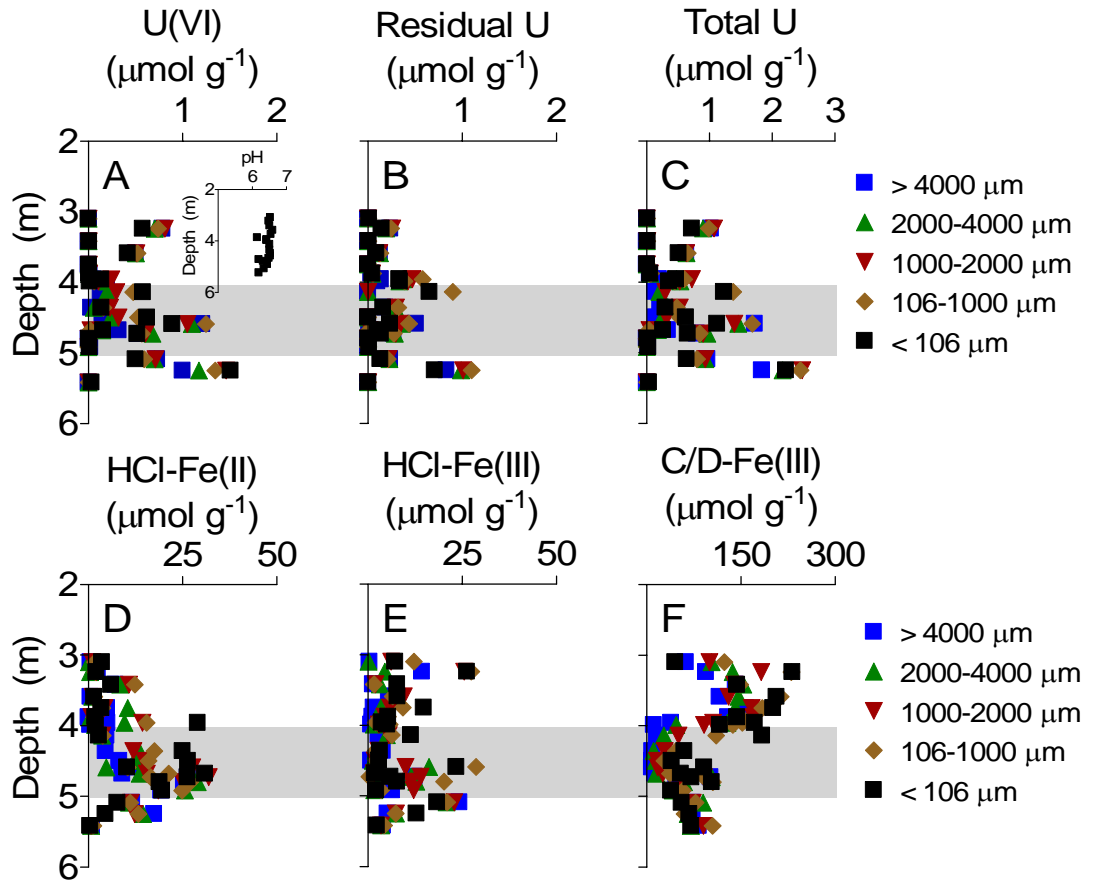 U(VI) Residual U Total U
(μmol g-1) (μmol g-1) (μmol g-1)
1 2 1 2 1 2 3
2
A pH B C
6 7
2
Depth (m)
4
6
> 4000 μm
2000-4000 μm
1000-2000 μm
106-1000 μm
< 106 μm
3
4
5
6
Depth (m)
HCl-Fe(II) HCl-Fe(III) C/D-Fe(III)
(μmol g-1) (μmol g-1) (μmol g-1)
25 50 25 50 150 300
2
D E F
> 4000 μm
2000-4000 μm
1000-2000 μm
106-1000 μm
< 106 μm
3
4
5
6
Depth (m)